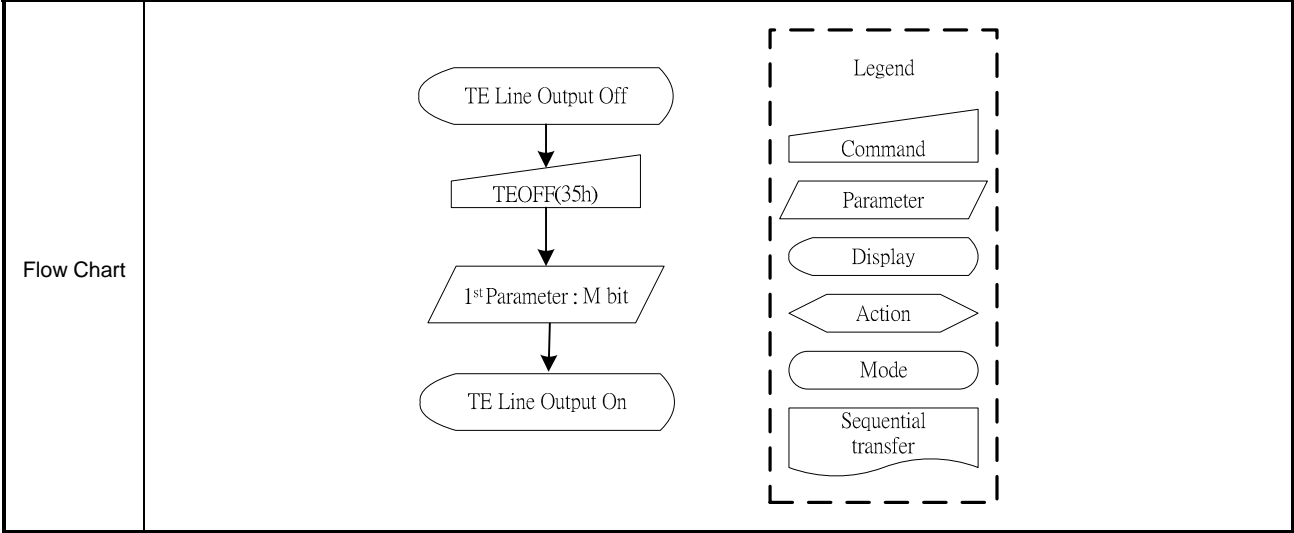 Flow Chart
TE Line Output Off
TEOFF(35h)
1st Parameter : M bit
TE Line Output On
Legend
Command
Parameter
Display
Action
Mode
Sequential
transfer